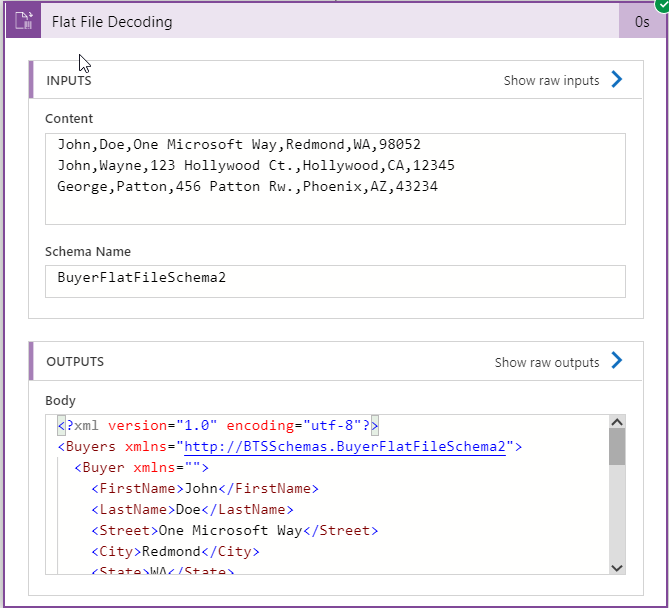 Flat File Decoding 0s
INPUTS Show raw inputs
Content
John,Doe,One Microsoft Way,Redmond,WA,98052
John,Wayne,123 Hollywood Ct.,Hollywood,CA,12345
George,Patton,456 Patton Rw.,Phoenix,AZ,43234
Schema Name
BuyerFlatFileSchema2
OUTPUTS Show raw outputs
Body
<?xml version="1.0" encoding="utf-8"?>
<Buyers xmlns="http://BTSSchemas.BuyerFlatFileSchema2">
<Buyer xmlns="">
<FirstName>John</FirstName>
<LastName>Doe</LastName>
<Street>One Microsoft Way</Street>
<City>Redmond</City>
<State>WA</State>